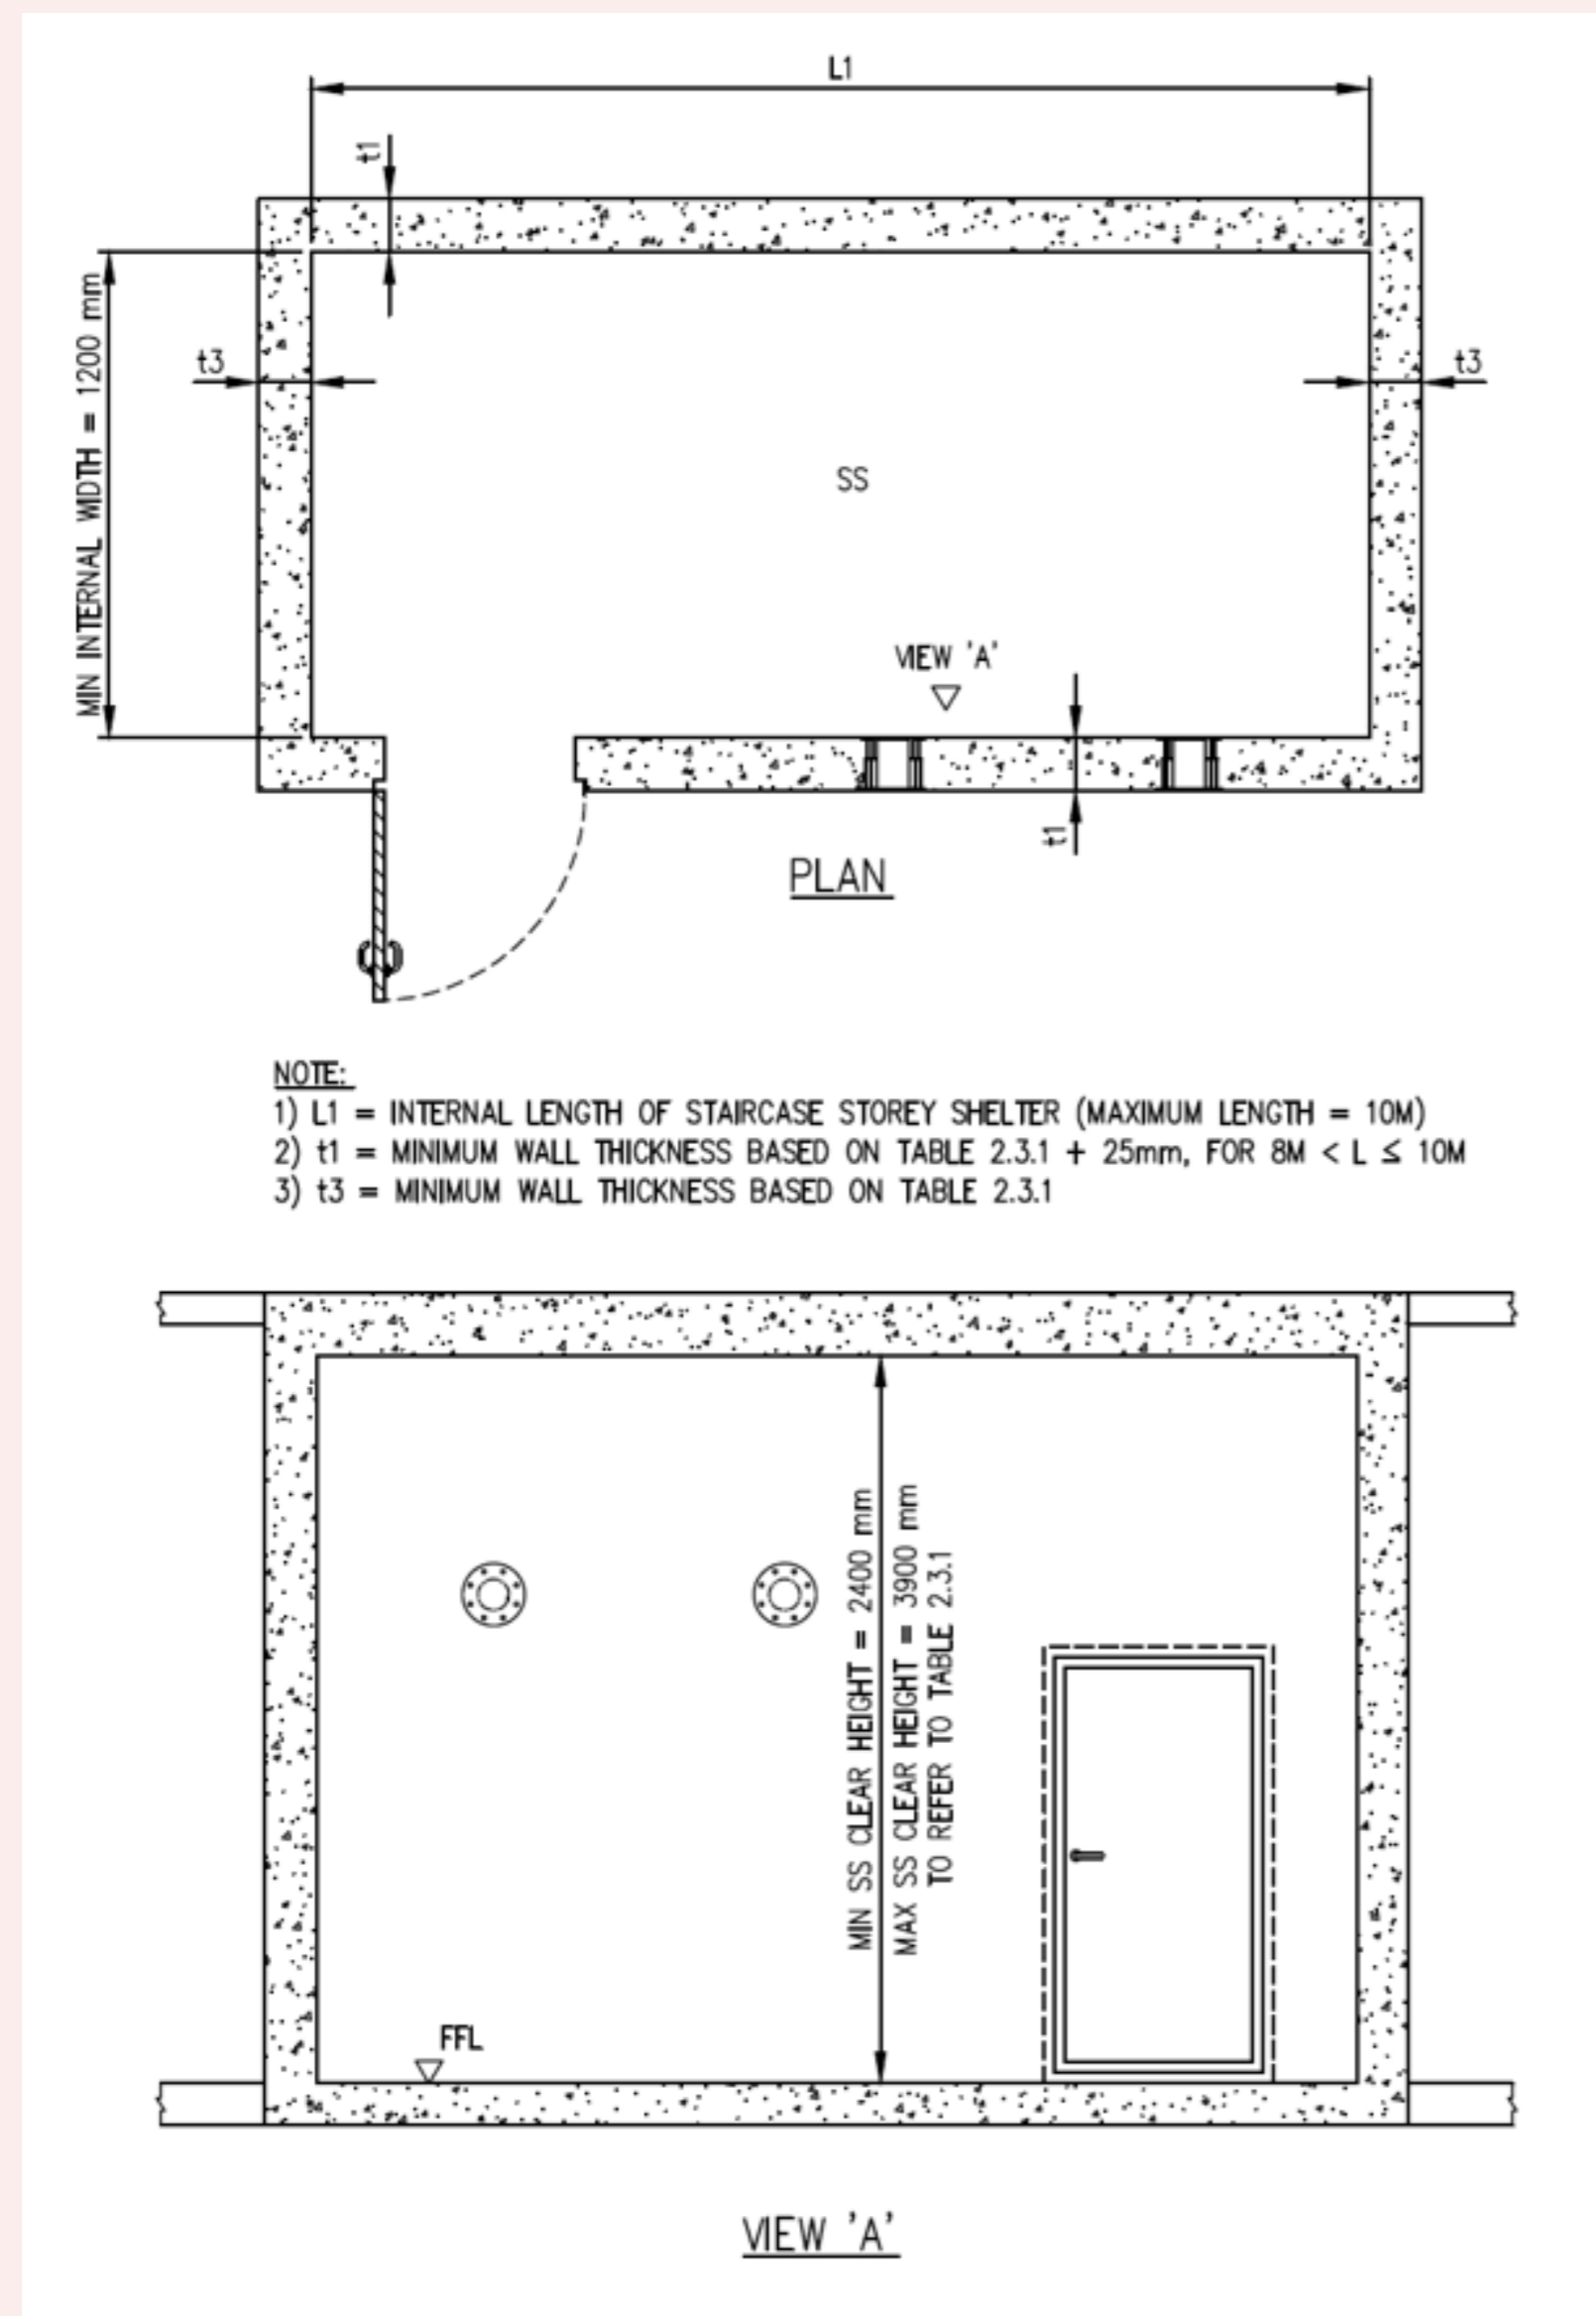 L1
t1
MIN INTERNAL WIDTH = 1200 mm
t3
t3
SS
VIEW 'A'
t1
PLAN
NOTE:
1) L1 = INTERNAL LENGTH OF STAIRCASE STOREY SHELTER (MAXIMUM LENGTH = 10M)
2) t1 = MINIMUM WALL THICKNESS BASED ON TABLE 2.3.1 + 25mm, FOR 8M < L ≤ 10M
3) t3 = MINIMUM WALL THICKNESS BASED ON TABLE 2.3.1
MIN SS CLEAR HEIGHT = 2400 mm
MAX SS CLEAR HEIGHT = 3900 mm
TO REFER TO TABLE 2.3.1
FFL
VIEW 'A'